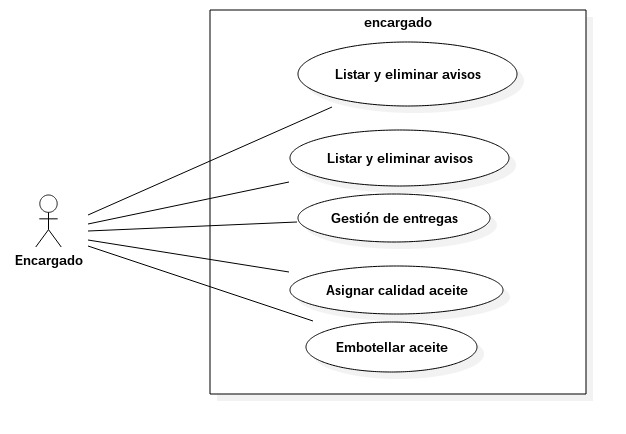 encargado
Listar y eliminar avisos
Listar y eliminar avisos
Gestión de entregas
Encargado
Asignar calidad aceite
Embotellar aceite